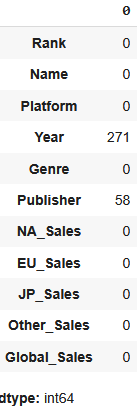 0
Rank 0
Name 0
Platform 0
Year 271
Genre 0
Publisher 58
NA_Sales 0
EU_Sales 0
JP_Sales 0
Other_Sales 0
Global_Sales 0
dtype: int64